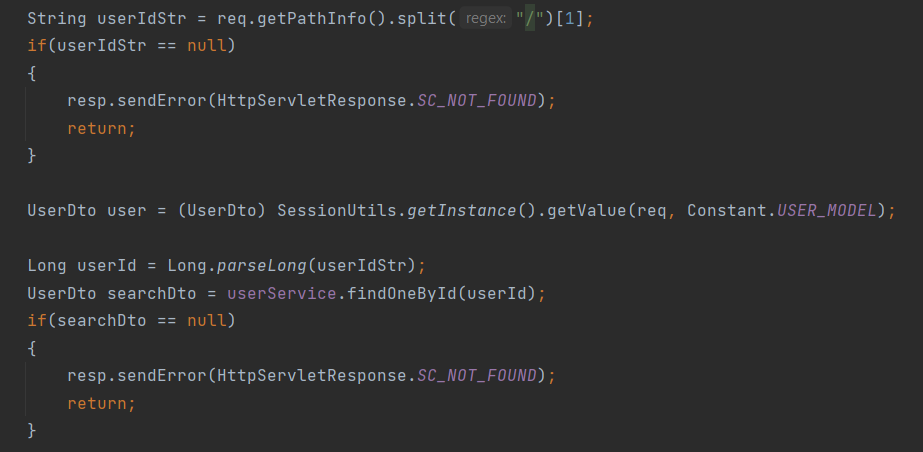 String userIdStr = req.getPathInfo().split( regex: "/")[1];
if(userIdStr == null)
{
resp.sendError(HttpServletResponse.SC_NOT_FOUND);
return;
}
UserDto user = (UserDto) SessionUtils.getInstance().getValue(req, Constant.USER_MODEL);
Long userId = Long.parseLong(userIdStr);
UserDto searchDto = userService.findOneById(userId);
if(searchDto == null)
{
resp.sendError(HttpServletResponse.SC_NOT_FOUND);
return;
}